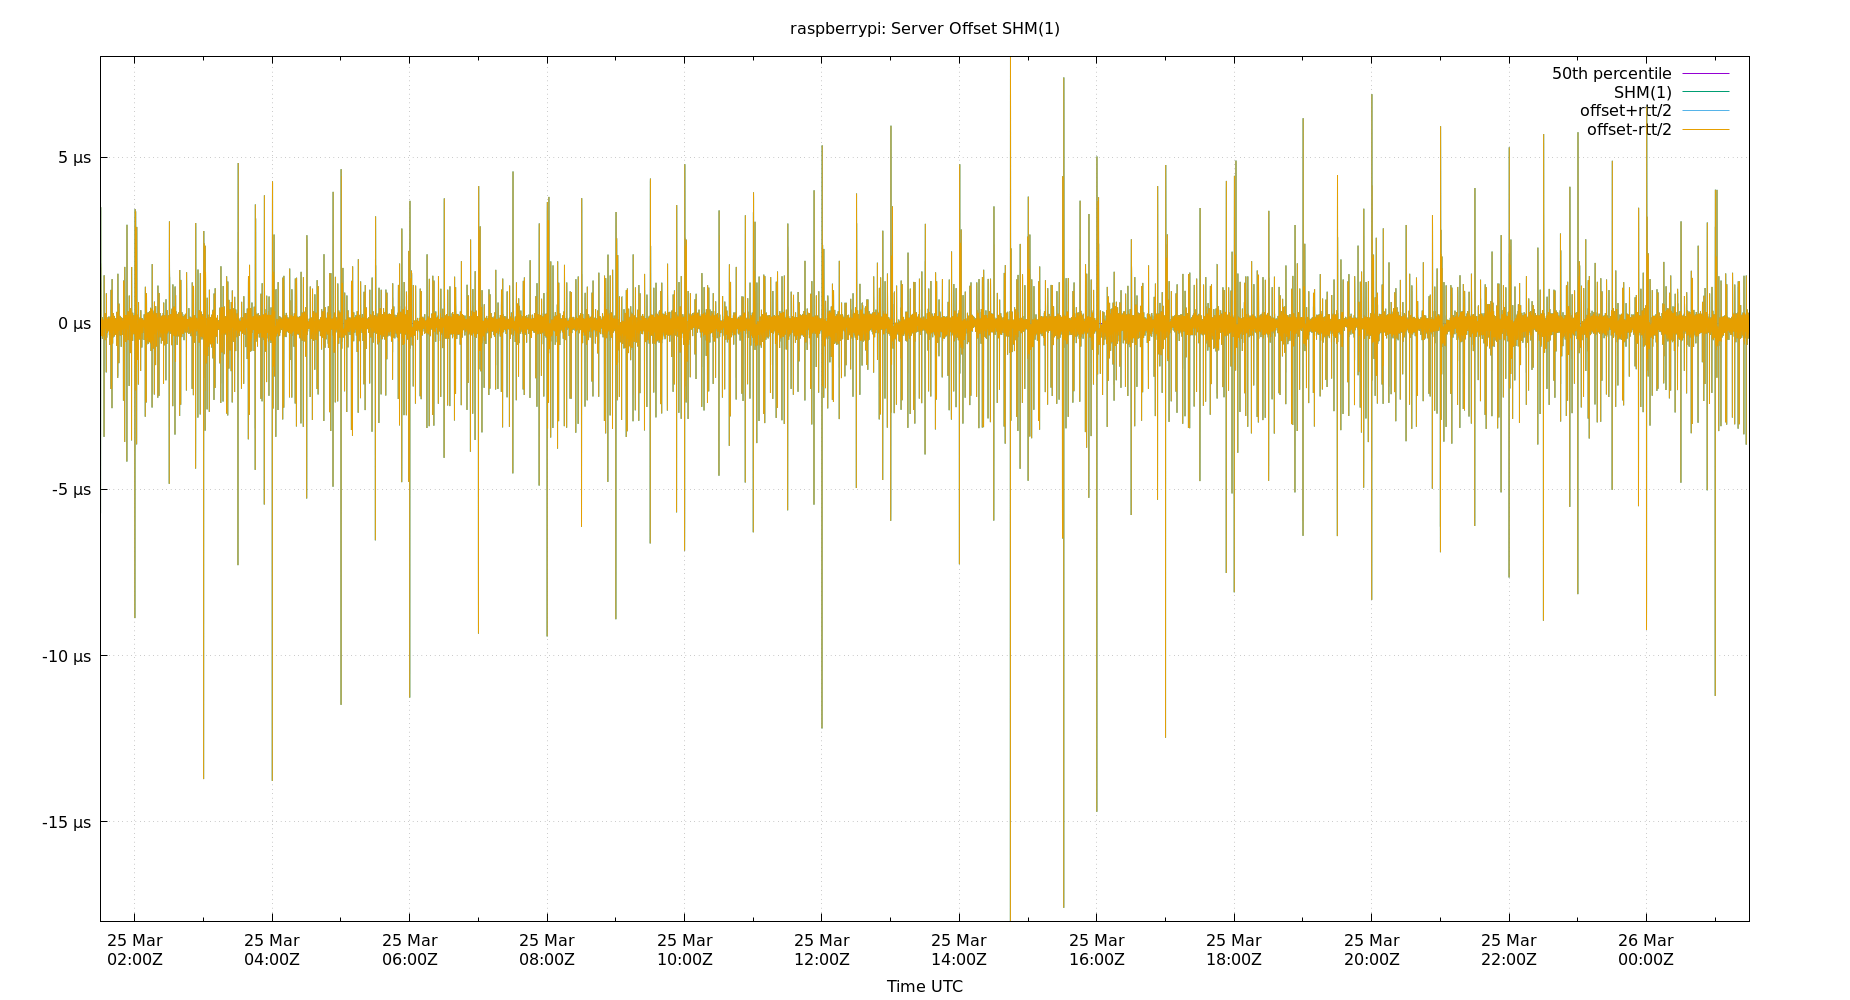 raspberrypi: Server Offset SHM(1)
50th percentile
SHM(1)
offset+rtt/2
offset-rtt/2
5 µs
0 µs
-5 µs
-10 µs
-15 µs
25 Mar 25 Mar 25 Mar 25 Mar 25 Mar 25 Mar 25 Mar 25 Mar 25 Mar 25 Mar 25 Mar 26 Mar
02:00Z 04:00Z 06:00Z 08:00Z 10:00Z 12:00Z 14:00Z 16:00Z 18:00Z 20:00Z 22:00Z 00:00Z
Time UTC